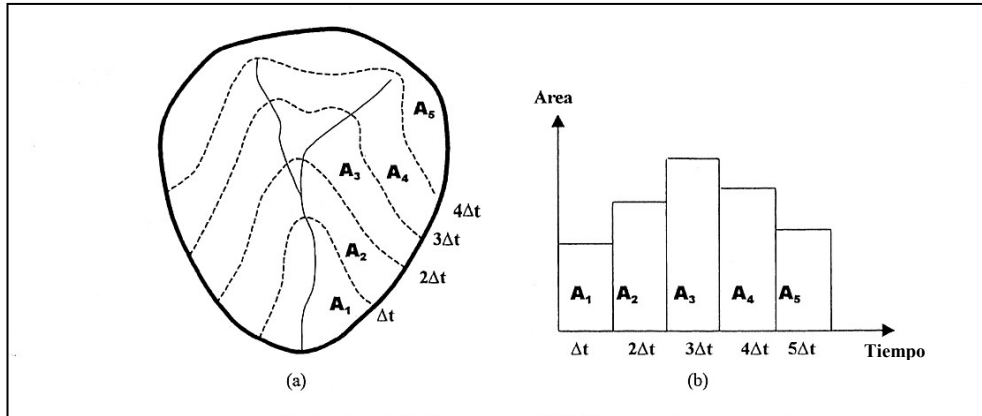 A₅
A₃
A₄
4Δt
3Δt
A₂
2Δt
A₁
Δt
(a)
Area
A₁ A₂ A₃ A₄ A₅
Δt 2Δt 3Δt 4Δt 5Δt Tiempo
(b)